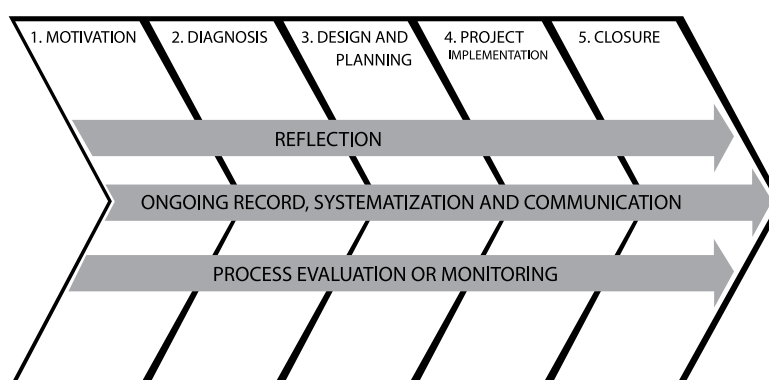 1. MOTIVATION
2. DIAGNOSIS
3. DESIGN AND
PLANNING
4. PROJECT
IMPLEMENTATION
5. CLOSURE
REFLECTION
ONGOING RECORD, SYSTEMATIZATION AND COMMUNICATION
PROCESS EVALUATION OR MONITORING